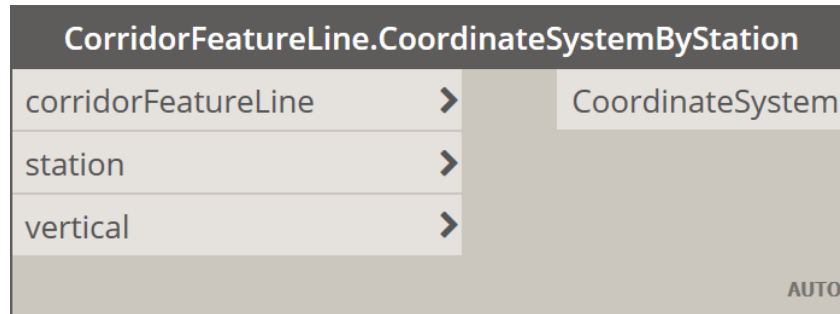 CorridorFeatureLine.CoordinateSystemByStation
corridorFeatureLine > CoordinateSystem
station >
vertical >
AUTO